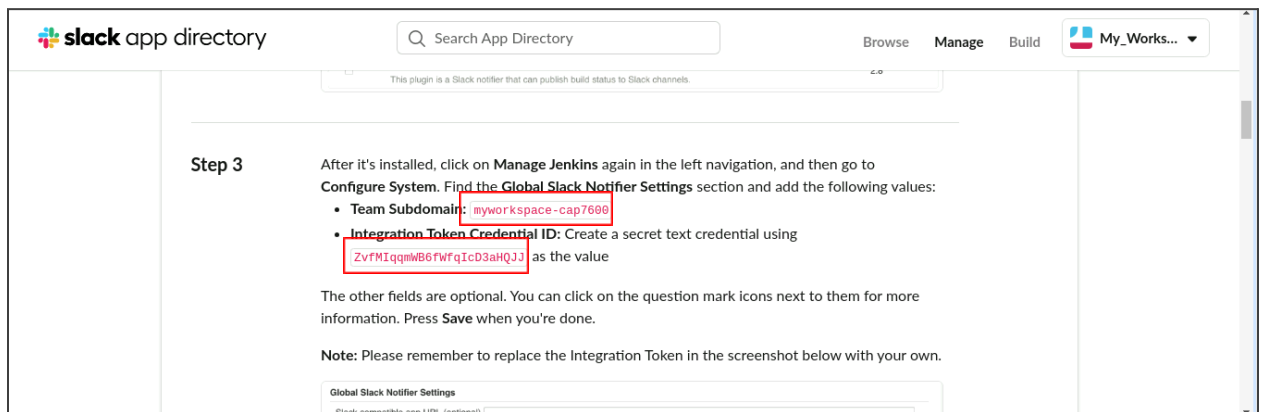 slack app directory
Search App Directory
Browse Manage Build My_Works...
This plugin is a Slack notifier that can publish build status to Slack channels.
Step 3
After it's installed, click on Manage Jenkins again in the left navigation, and then go to
Configure System. Find the Global Slack Notifier Settings section and add the following values:
• Team Subdomain: myworkspace-cap7600
• Integration Token Credential ID: Create a secret text credential using
ZvfMIqqmWB6fWfqIcD3aHQJJ as the value
The other fields are optional. You can click on the question mark icons next to them for more
information. Press Save when you're done.
Note: Please remember to replace the Integration Token in the screenshot below with your own.
Global Slack Notifier Settings
Slack compatible app URL (optional)